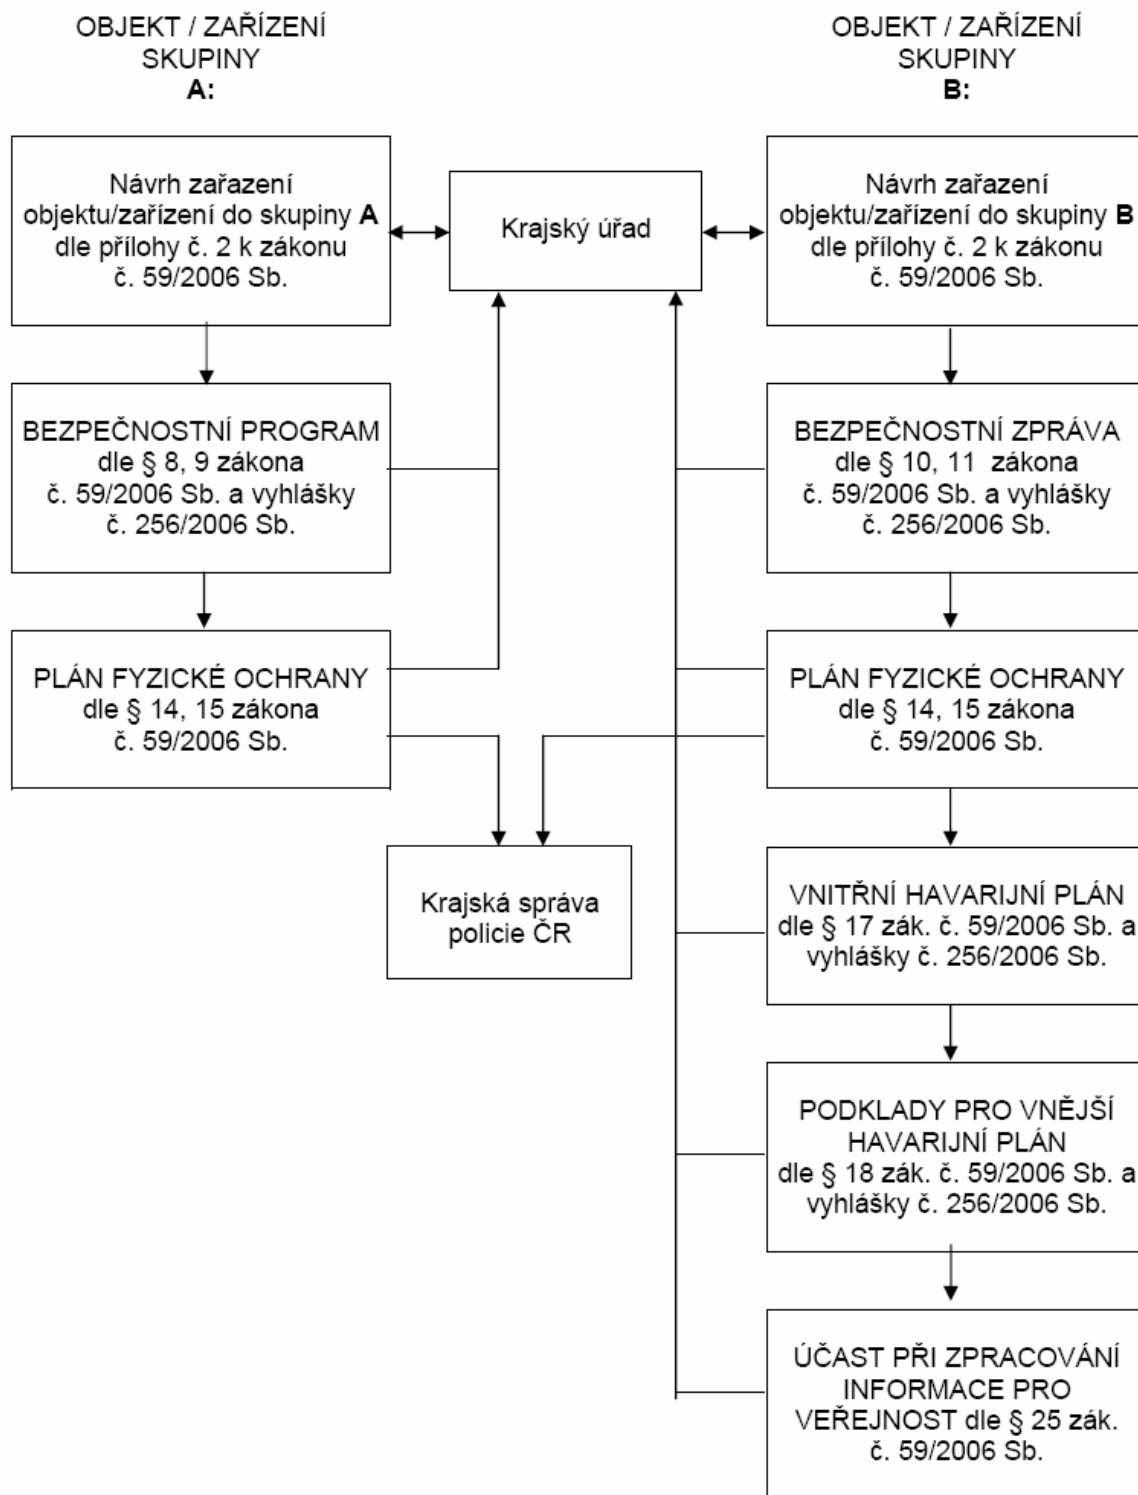 OBJEKT / ZAŘÍZENÍ
SKUPINY
A:
OBJEKT / ZAŘÍZENÍ
SKUPINY
B:
Návrh zařazení
objektu/zařízení do skupiny A
dle přílohy č. 2 k zákonu
č. 59/2006 Sb.
Krajský úřad
Návrh zařazení
objektu/zařízení do skupiny B
dle přílohy č. 2 k zákonu
č. 59/2006 Sb.
BEZPEČNOSTNÍ PROGRAM
dle § 8, 9 zákona
č. 59/2006 Sb. a vyhlášky
č. 256/2006 Sb.
BEZPEČNOSTNÍ ZPRÁVA
dle § 10, 11 zákona
č. 59/2006 Sb. a vyhlášky
č. 256/2006 Sb.
PLÁN FYZICKÉ OCHRANY
dle § 14, 15 zákona
č. 59/2006 Sb.
PLÁN FYZICKÉ OCHRANY
dle § 14, 15 zákona
č. 59/2006 Sb.
Krajská správa
policie ČR
VNITŘNÍ HAVARIJNÍ PLÁN
dle § 17 zák. č. 59/2006 Sb. a
vyhlášky č. 256/2006 Sb.
PODKLADY PRO VNĚJŠÍ
HAVARIJNÍ PLÁN
dle § 18 zák. č. 59/2006 Sb. a
vyhlášky č. 256/2006 Sb.
ÚČAST PŘI ZPRACOVÁNÍ
INFORMACE PRO
VEŘEJNOST dle § 25 zák.
č. 59/2006 Sb.